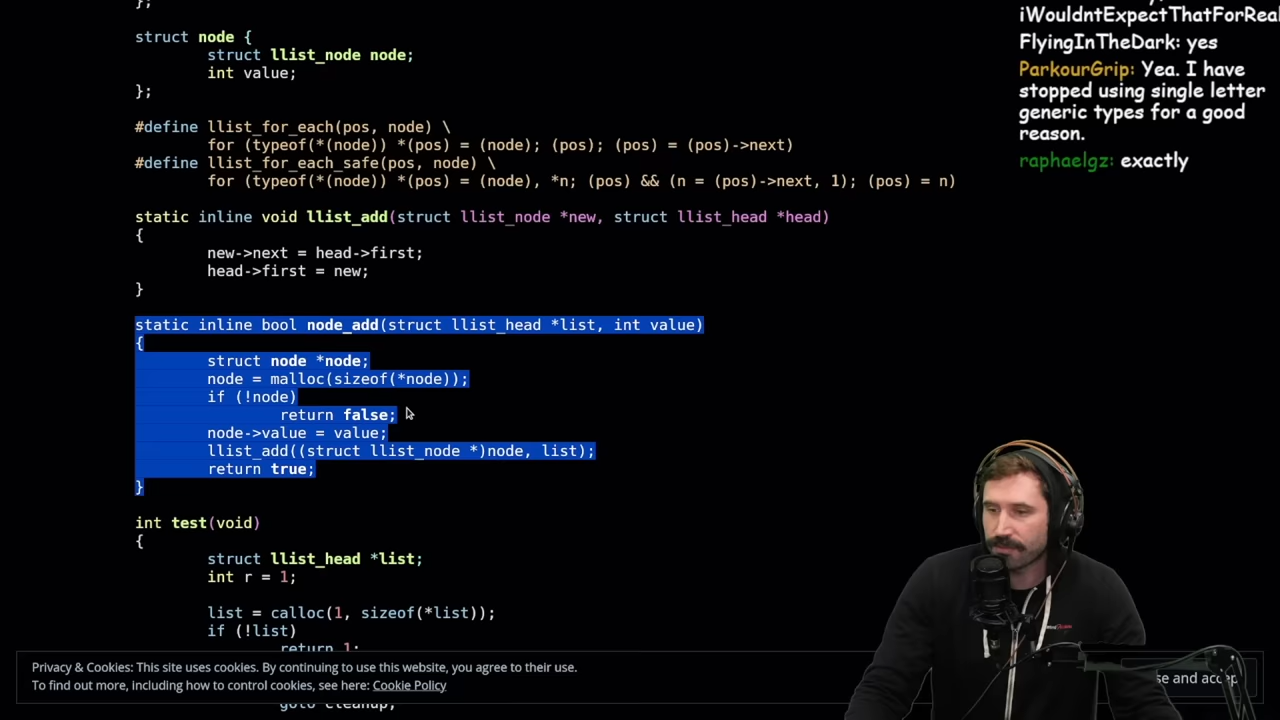 };
struct node {
struct llist_node node;
int value;
};
#define llist_for_each(pos, node) \
for (typeof(*(node)) *(pos) = (node); (pos); (pos) = (pos)->next)
#define llist_for_each_safe(pos, node) \
for (typeof(*(node)) *(pos) = (node), *n; (pos) && (n = (pos)->next, 1); (pos) = n)
static inline void llist_add(struct llist_node *new, struct llist_head *head)
{
new->next = head->first;
head->first = new;
}
static inline bool node_add(struct llist_head *list, int value)
{
struct node *node;
node = malloc(sizeof(*node));
if (!node)
return false;
node->value = value;
llist_add((struct llist_node *)node, list);
return true;
}
int test(void)
{
struct llist_head *list;
int r = 1;
list = calloc(1, sizeof(*list));
if (!list)
return 1;
goto cleanup;
Privacy & Cookies: This site uses cookies. By continuing to use this website, you agree to their use.
To find out more, including how to control cookies, see here: Cookie Policy
se and accept
iWouldntExpectThatForReal
FlyingInTheDark: yes
ParkourGrip: Yea. I have
stopped using single letter
generic types for a good
reason.
raphaelgz: exactly